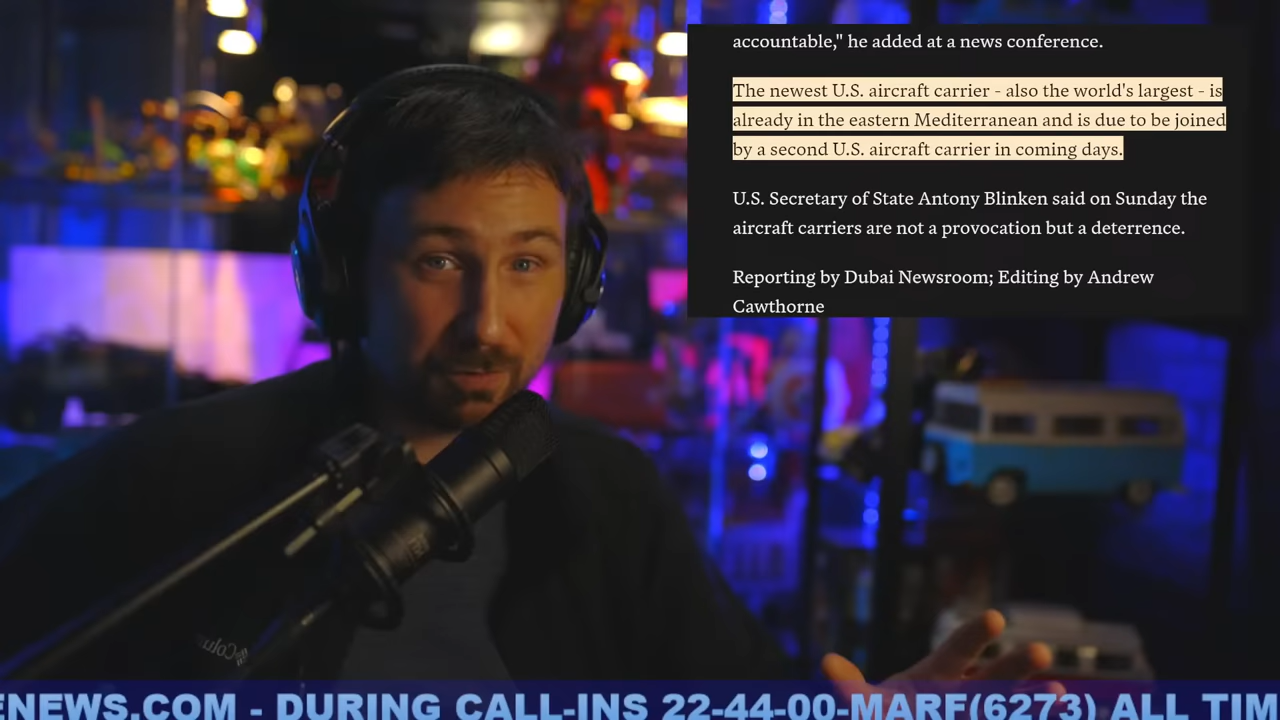 accountable," he added at a news conference.
The newest U.S. aircraft carrier - also the world's largest - is
already in the eastern Mediterranean and is due to be joined
by a second U.S. aircraft carrier in coming days.
U.S. Secretary of State Antony Blinken said on Sunday the
aircraft carriers are not a provocation but a deterrence.
Reporting by Dubai Newsroom; Editing by Andrew
Cawthorne
ENEWS.COM - DURING CALL-INS 22-44-00-MARF(6273) ALL TIM